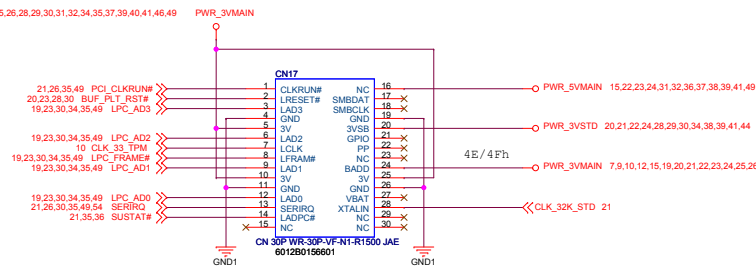 5,26,28,29,30,31,32,34,35,37,39,40,41,46,49 PWR_3VMAIN
CN17
21,26,35,49 PCI_CLKRUN# 1 CLKRUN# NC 16 PWR_5VMAIN 15,22,23,24,31,32,36,37,38,39,41,49
20,23,28,30 BUF_PLT_RST# 2 LRESET# SMBDAT 17
19,23,30,34,35,49 LPC_AD3 3 LAD3 SMBCLK 18
4 GND GND 19
5 3V 3VSB 20 PWR_3VSTD 20,21,22,24,28,29,30,34,38,39,41,44
19,23,30,34,35,49 LPC_AD2 6 LAD2 GPIO 21
10 CLK_33_TPM 7 LCLK PP 22
19,23,30,34,35,49 LPC_FRAME# 8 LFRAM# NC 23 4E/4Fh
19,23,30,34,35,49 LPC_AD1 9 LAD1 BADD 24 PWR_3VMAIN 7,9,10,12,15,19,20,21,22,23,24,25,26
10 3V 3V 25
11 GND GND 26
19,23,30,34,35,49 LPC_AD0 12 LAD0 VBAT 27
21,26,30,35,49,54 SERIRQ 13 SERIRQ XTALIN 28 CLK_32K_STD 21
21,35,36 SUSTAT# 14 LADPC# NC 29
15 NC NC 30
CN 30P WR-30P-VF-N1-R1500 JAE
6012B0156601
GND1 GND1